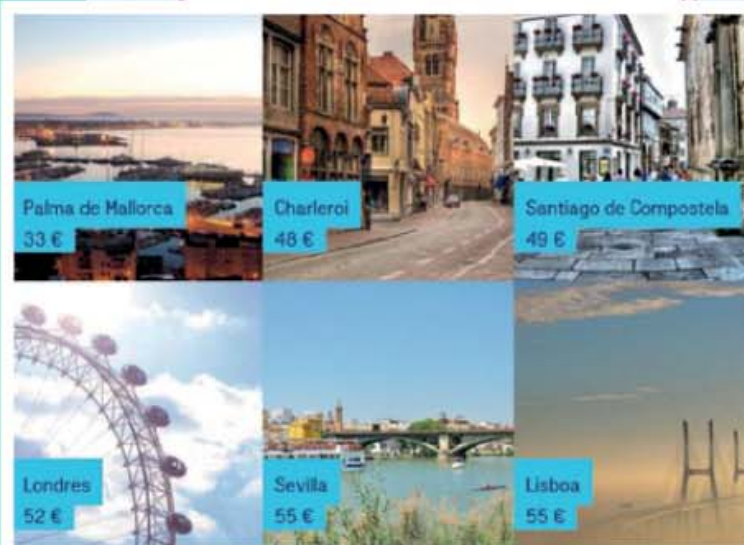 Palma de Mallorca
33 €
Charleroi
48 €
Santiago de Compostela
49 €
Londres
52 €
Sevilla
55 €
Lisboa
55 €